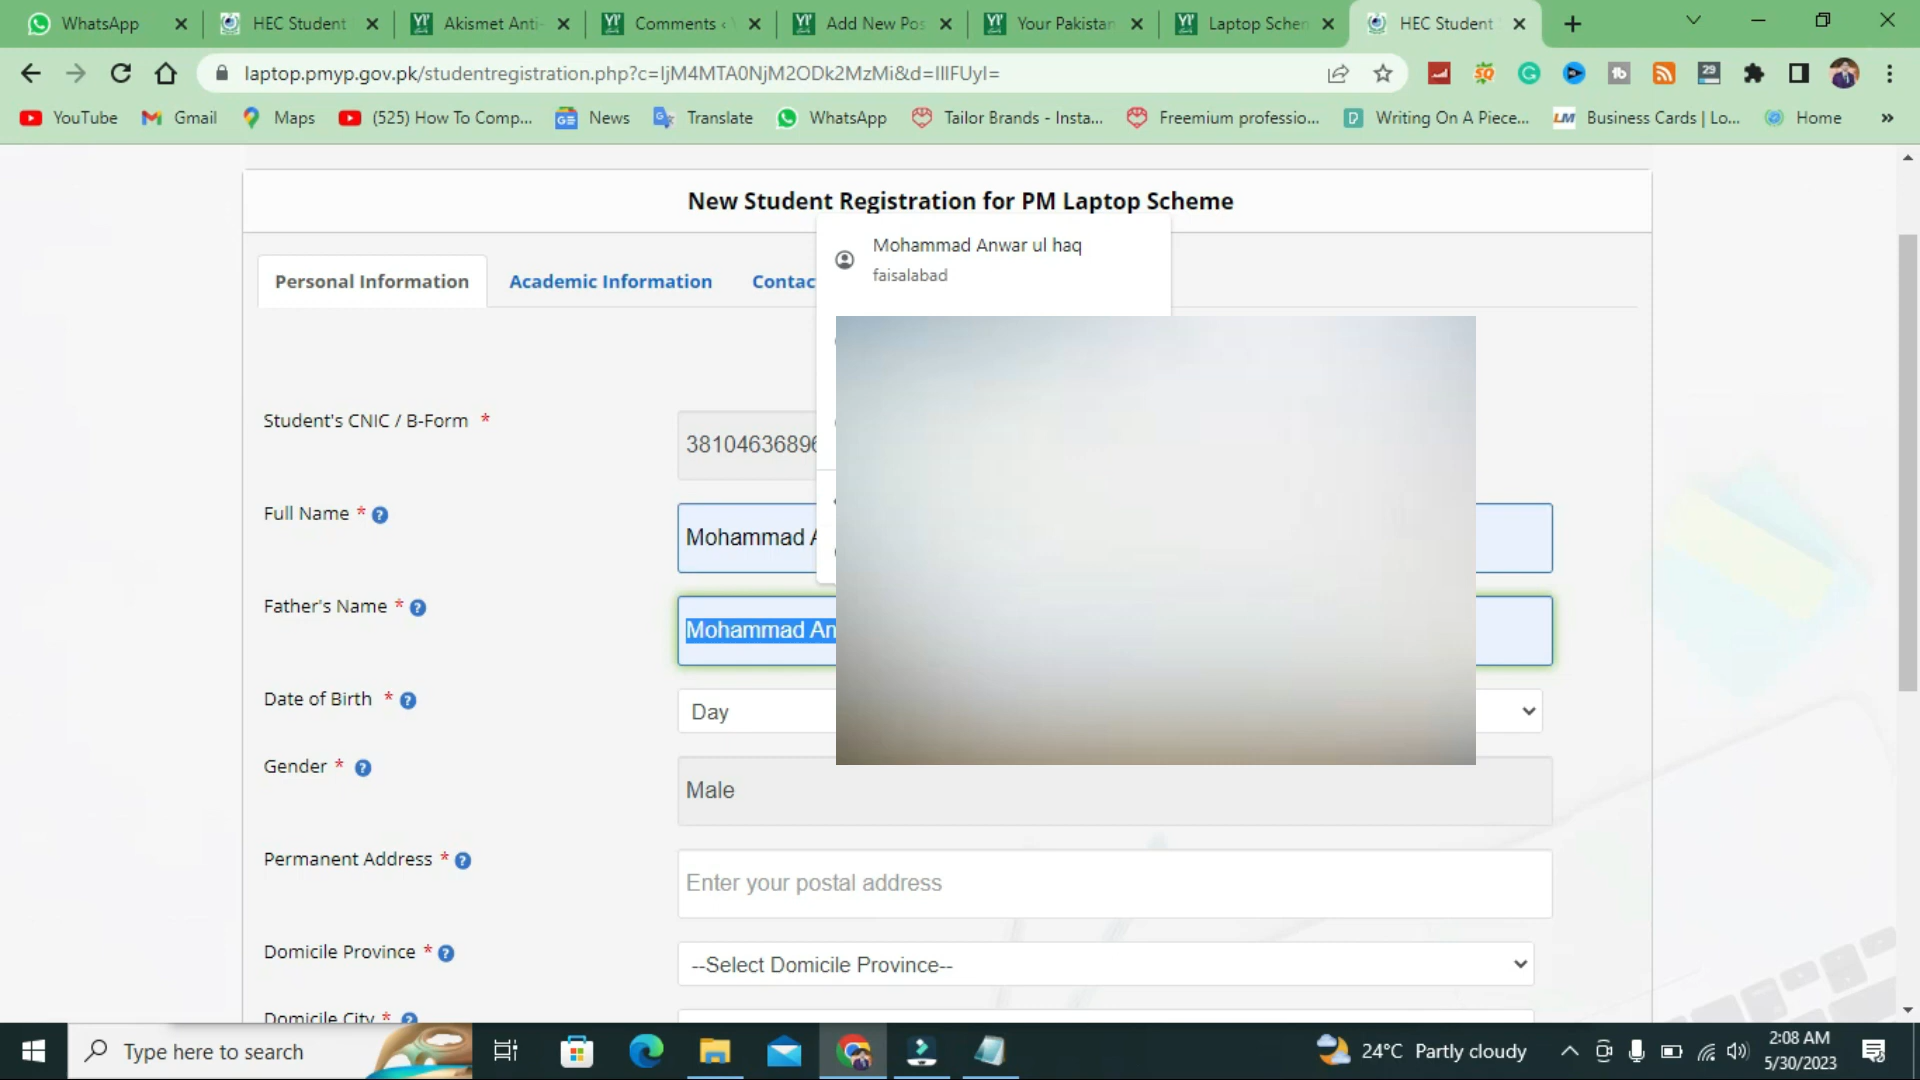 WhatsApp
HEC Student
Akismet Anti-
Comments ‹
Add New Pos
Your Pakistan
Laptop Schem
HEC Student
laptop.pmyp.gov.pk/studentregistration.php?c=IjM4MTA0NjM2ODk2MzMi&d=IllFUyI=
29
YouTube
Gmail
Maps
(525) How To Comp...
News
Translate
WhatsApp
Tailor Brands - Insta...
Freemium professio...
Writing On A Piece...
LM
Business Cards | Lo...
Home
»
New Student Registration for PM Laptop Scheme
Mohammad Anwar ul haq
faisalabad
Personal Information
Academic Information
Contac
Student's CNIC / B-Form *
3810463689
Full Name * ?
Mohammad A
Father's Name * ?
Mohammad An
Date of Birth * ?
Day
Gender * ?
Male
Permanent Address * ?
Enter your postal address
Domicile Province * ?
--Select Domicile Province--
Domicile City * ?
Type here to search
24°C Partly cloudy
2:08 AM
5/30/2023